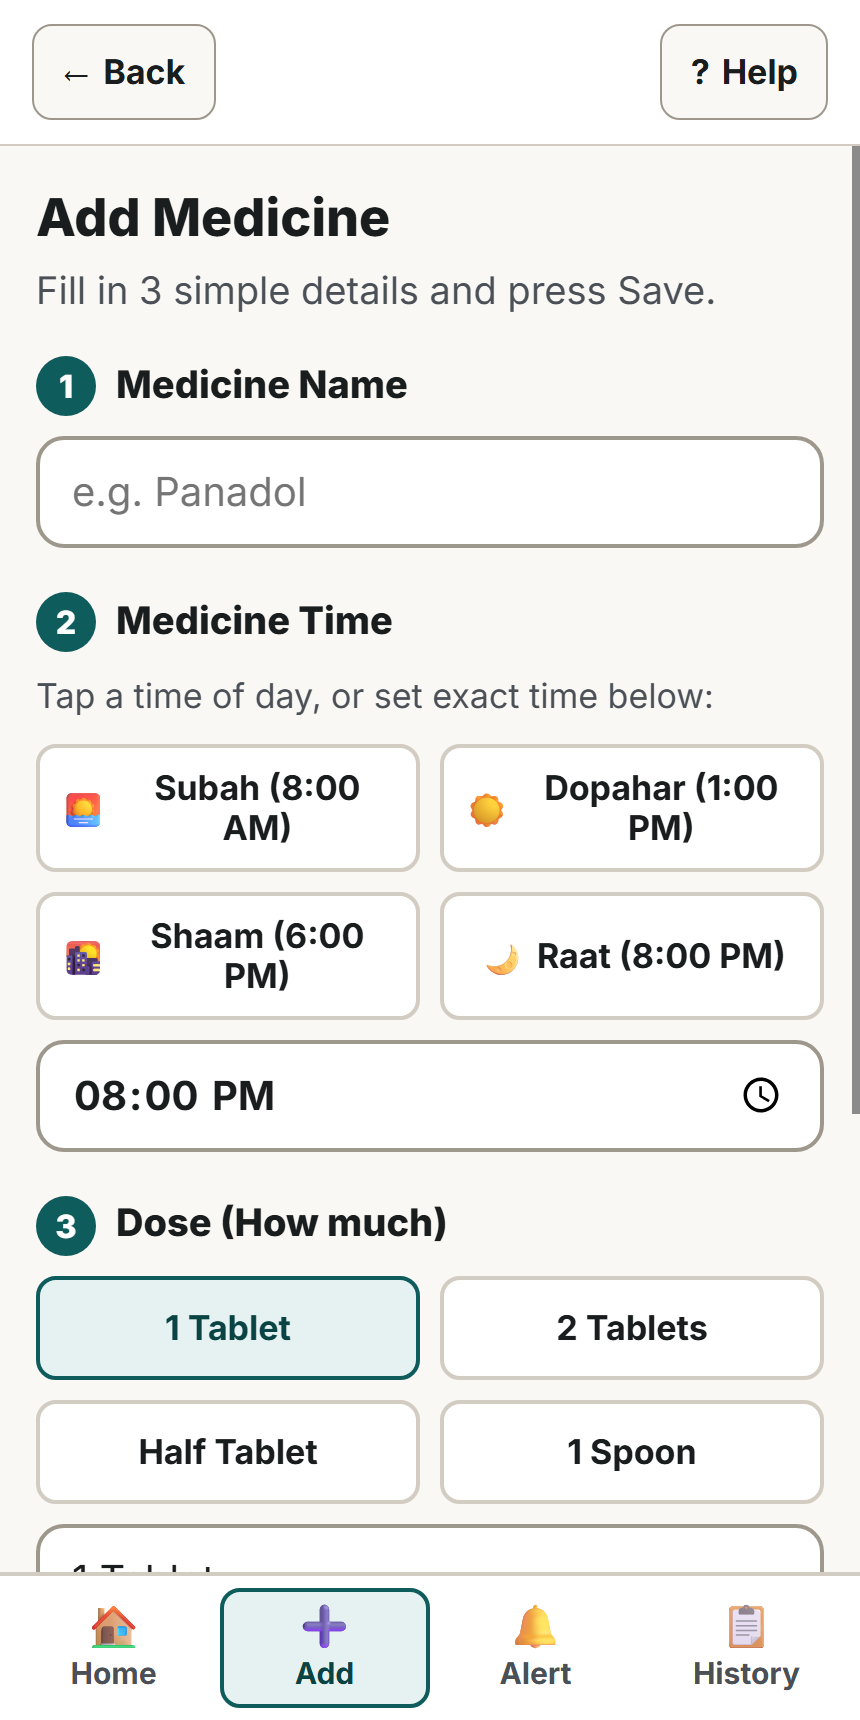 ← Back
? Help
Add Medicine
Fill in 3 simple details and press Save.
1 Medicine Name
e.g. Panadol
2 Medicine Time
Tap a time of day, or set exact time below:
Subah (8:00
AM)
Dopahar (1:00
PM)
Shaam (6:00
PM)
Raat (8:00 PM)
08:00 PM
3 Dose (How much)
1 Tablet
2 Tablets
Half Tablet
1 Spoon
Home
Add
Alert
History